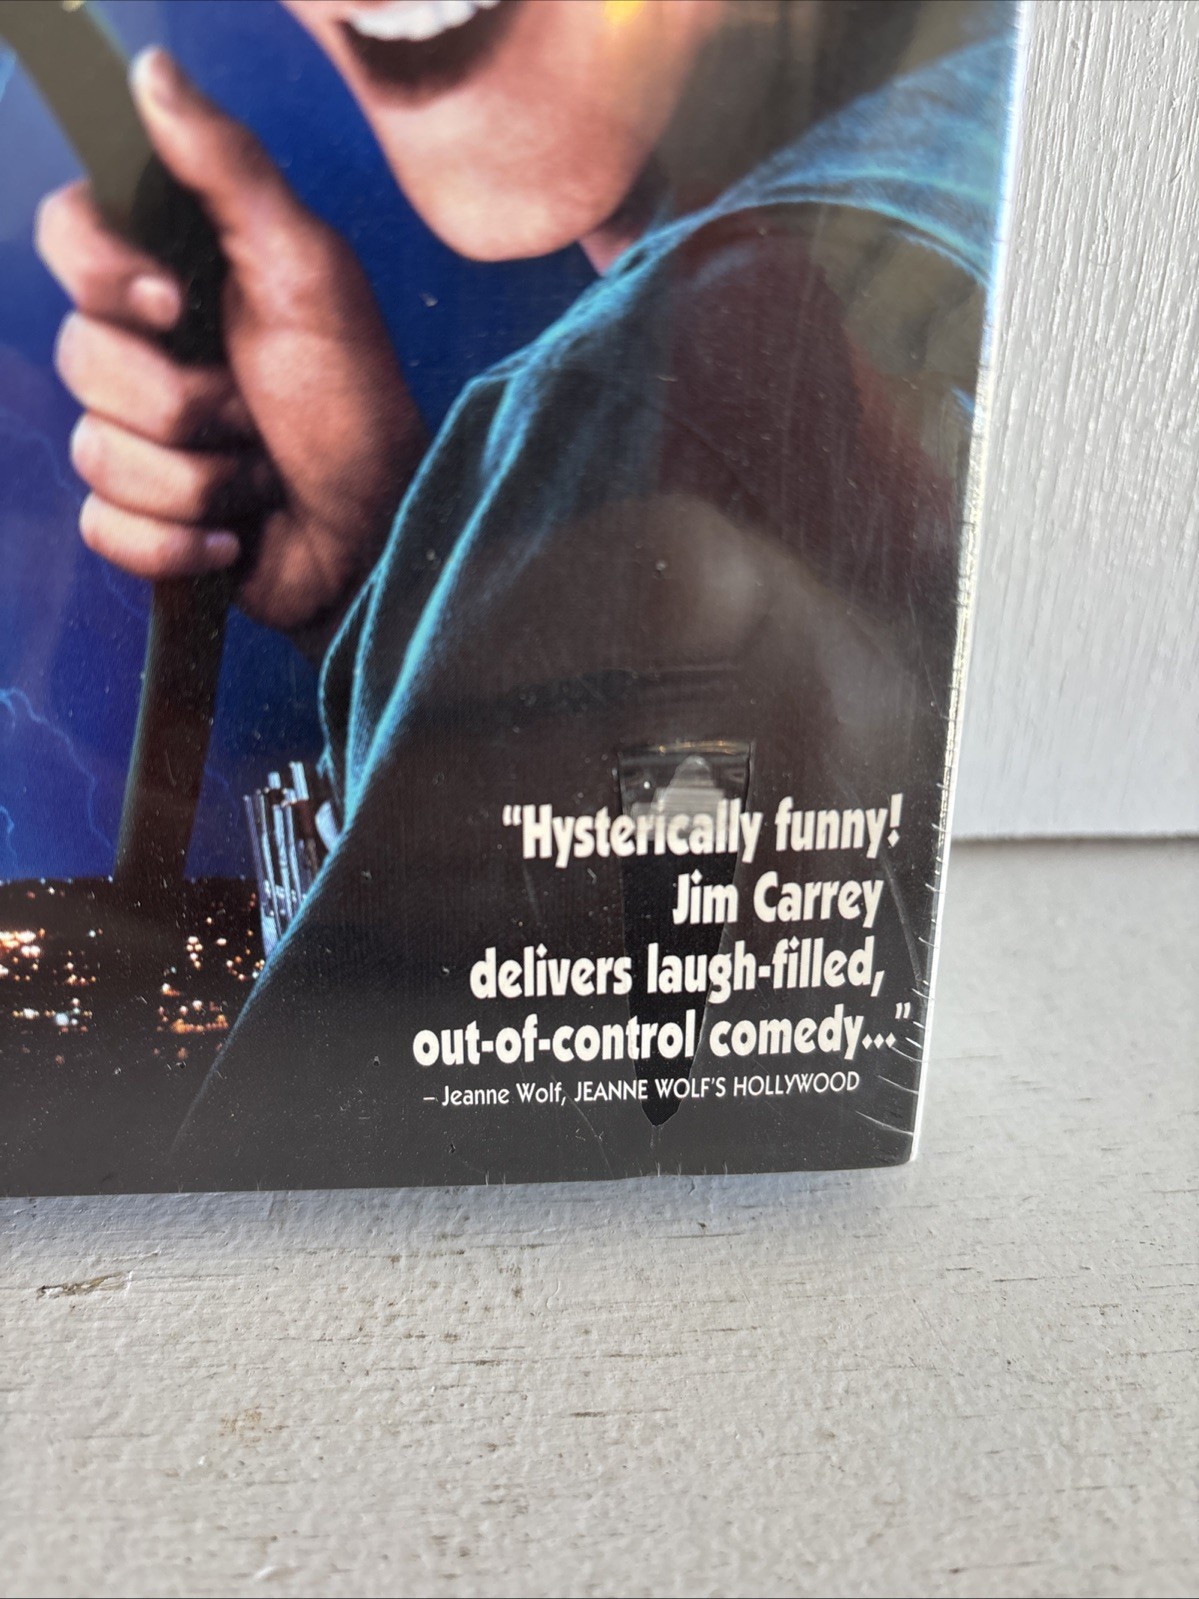 “Hysterically funny!
Jim Carrey
delivers laugh-filled,
out-of-control comedy...”
– Jeanne Wolf, JEANNE WOLF'S HOLLYWOOD